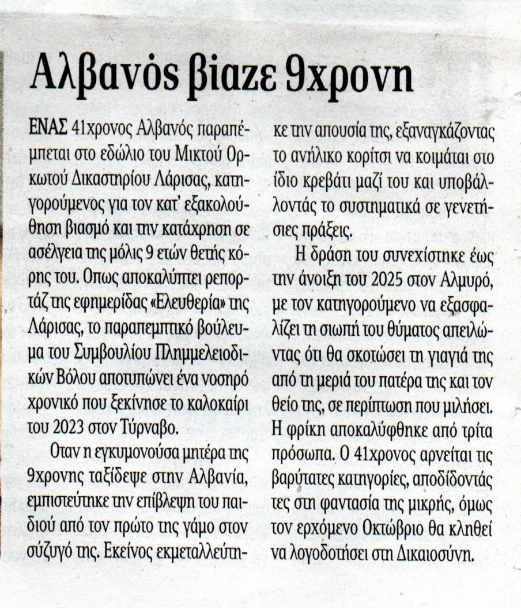 Αλβανός βίαζε 9χρονη
ΕΝΑΣ 41χρονος Αλβανός παραπέ-
μπεται στο εδώλιο του Μικτού Ορ-
κωτού Δικαστηρίου Λάρισας, κατη-
γορούμενος για τον κατ' εξακολού-
θηση βιασμό και την κατάχρηση σε
ασέλγεια της μόλις 9 ετών θετής κό-
ρης του. Οπως αποκαλύπτει ρεπορ-
τάζ της εφημερίδας «Ελευθερία» της
Λάρισας, το παραπεμπτικό βούλευ-
μα του Συμβουλίου Πλημμελειοδι-
κών Βόλου αποτυπώνει ένα νοσηρό
χρονικό που ξεκίνησε το καλοκαίρι
του 2023 στον Τύρναβο.
Οταν η εγκυμονούσα μητέρα της
9χρονης ταξίδεψε στην Αλβανία,
εμπιστεύτηκε την επίβλεψη του παι-
διού από τον πρώτο της γάμο στον
σύζυγό της. Εκείνος εκμεταλλεύτη-
κε την απουσία της, εξαναγκάζοντας
το ανήλικο κορίτσι να κοιμάται στο
ίδιο κρεβάτι μαζί του και υποβάλ-
λοντάς το συστηματικά σε γενετή-
σιες πράξεις.
Η δράση του συνεχίστηκε έως
την άνοιξη του 2025 στον Αλμυρό,
με τον κατηγορούμενο να εξασφα-
λίζει τη σιωπή του θύματος απειλώ-
ντας ότι θα σκοτώσει τη γιαγιά της
από τη μεριά του πατέρα της και τον
θείο της, σε περίπτωση που μιλήσει.
Η φρίκη αποκαλύφθηκε από τρίτα
πρόσωπα. Ο 41χρονος αρνείται τις
βαρύτατες κατηγορίες, αποδίδοντάς
τες στη φαντασία της μικρής, όμως
τον ερχόμενο Οκτώβριο θα κληθεί
να λογοδοτήσει στη Δικαιοσύνη.